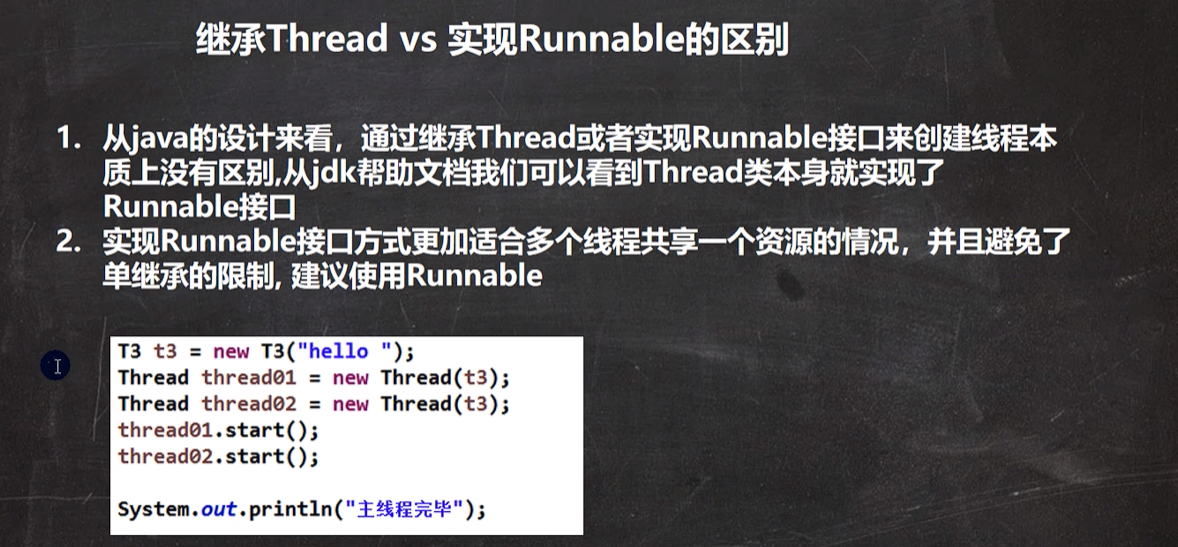 继承Thread vs 实现Runnable的区别
1. 从java的设计来看，通过继承Thread或者实现Runnable接口来创建线程本
质上没有区别,从jdk帮助文档我们可以看到Thread类本身就实现了
Runnable接口
2. 实现Runnable接口方式更加适合多个线程共享一个资源的情况，并且避免了
单继承的限制, 建议使用Runnable
T3 t3 = new T3("hello ");
Thread thread01 = new Thread(t3);
Thread thread02 = new Thread(t3);
thread01.start();
thread02.start();
System.out.println("主线程完毕");